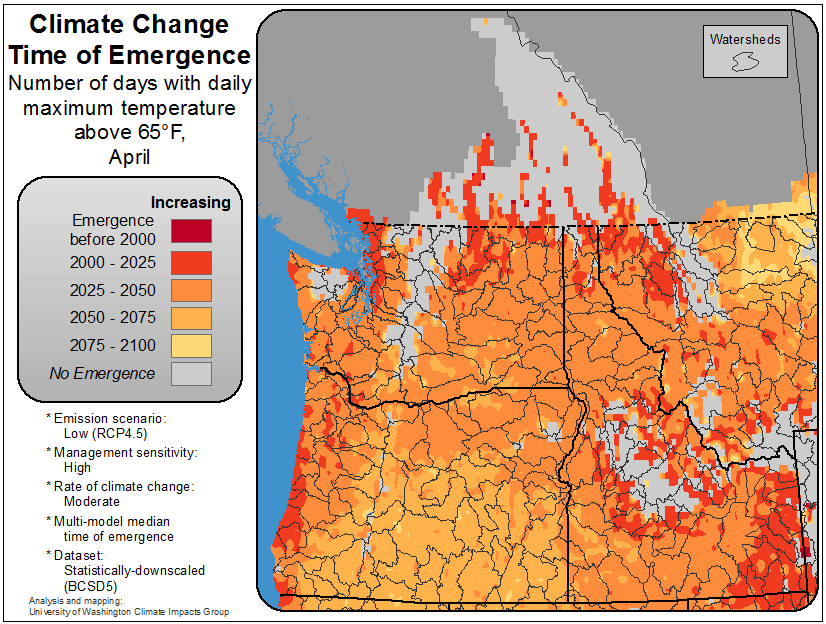 Climate Change
Time of Emergence
Number of days with daily
maximum temperature
above 65°F,
April
Watersheds
Increasing
Emergence
before 2000
2000 - 2025
2025 - 2050
2050 - 2075
2075 - 2100
No Emergence
* Emission scenario:
Low (RCP4.5)
* Management sensitivity:
High
* Rate of climate change:
Moderate
* Multi-model median
time of emergence
* Dataset:
Statistically-downscaled
(BCSD5)
Analysis and mapping:
University of Washington Climate Impacts Group